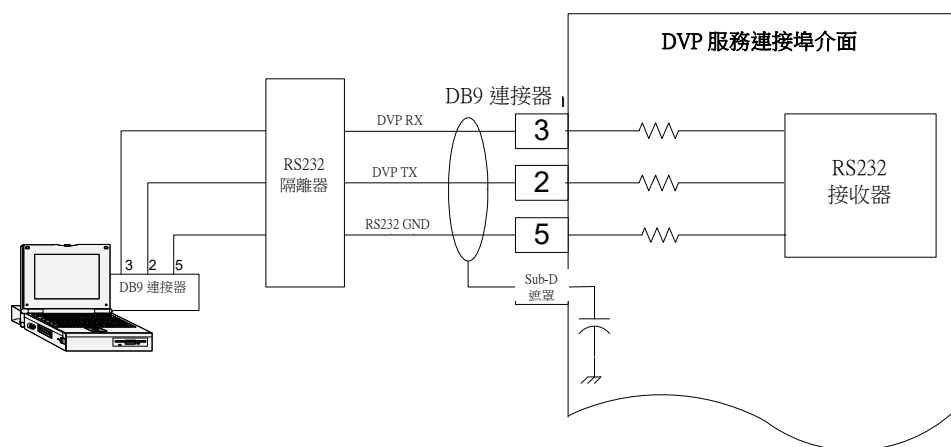 DVP 服務連接埠介面
DB9 連接器
DVP RX
3
RS232
隔離器
DVP TX
2
RS232
接收器
RS232 GND
5
3 2 5
DB9 連接器
Sub-D
遮罩